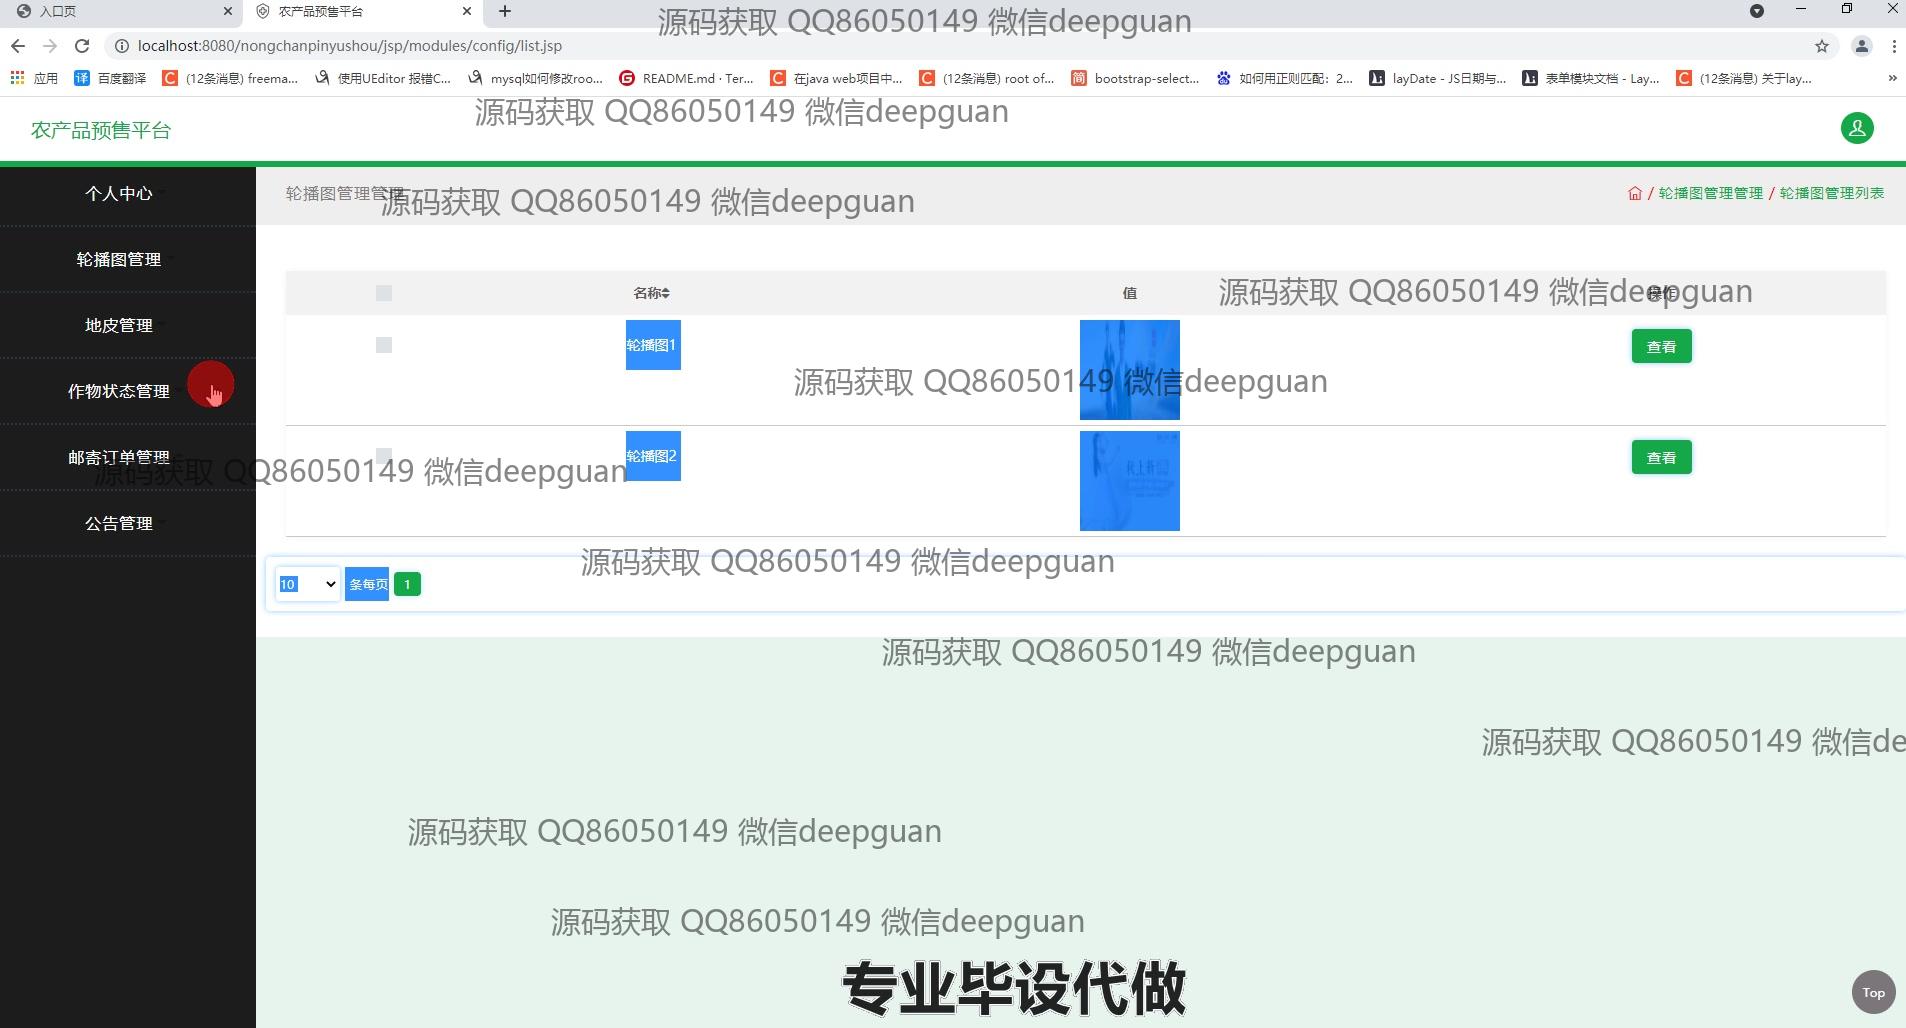 入口页
农产品预售平台
源码获取 QQ86050149 微信deepguan
localhost:8080/nongchanpinyushou/jsp/modules/config/list.jsp
应用 百度翻译 (12条消息) freema... 使用UEditor 报错C... mysql如何修改roo... README.md · Ter... 在java web项目中... (12条消息) root of... bootstrap-select... 如何用正则匹配：2... layDate - JS日期与... 表单模块文档 - Lay... (12条消息) 关于lay...
源码获取 QQ86050149 微信deepguan
农产品预售平台
个人中心
轮播图管理管理
源码获取 QQ86050149 微信deepguan
/ 轮播图管理管理 / 轮播图管理列表
轮播图管理
名称 值 操作
源码获取 QQ86050149 微信deepguan
地皮管理
轮播图1 查看
源码获取 QQ86050149 微信deepguan
作物状态管理
邮寄订单管理
轮播图2 查看
源码获取 QQ86050149 微信deepguan
公告管理
源码获取 QQ86050149 微信deepguan
10 条每页 1
源码获取 QQ86050149 微信deepguan
源码获取 QQ86050149 微信de
源码获取 QQ86050149 微信deepguan
源码获取 QQ86050149 微信deepguan
专业毕设代做
Top